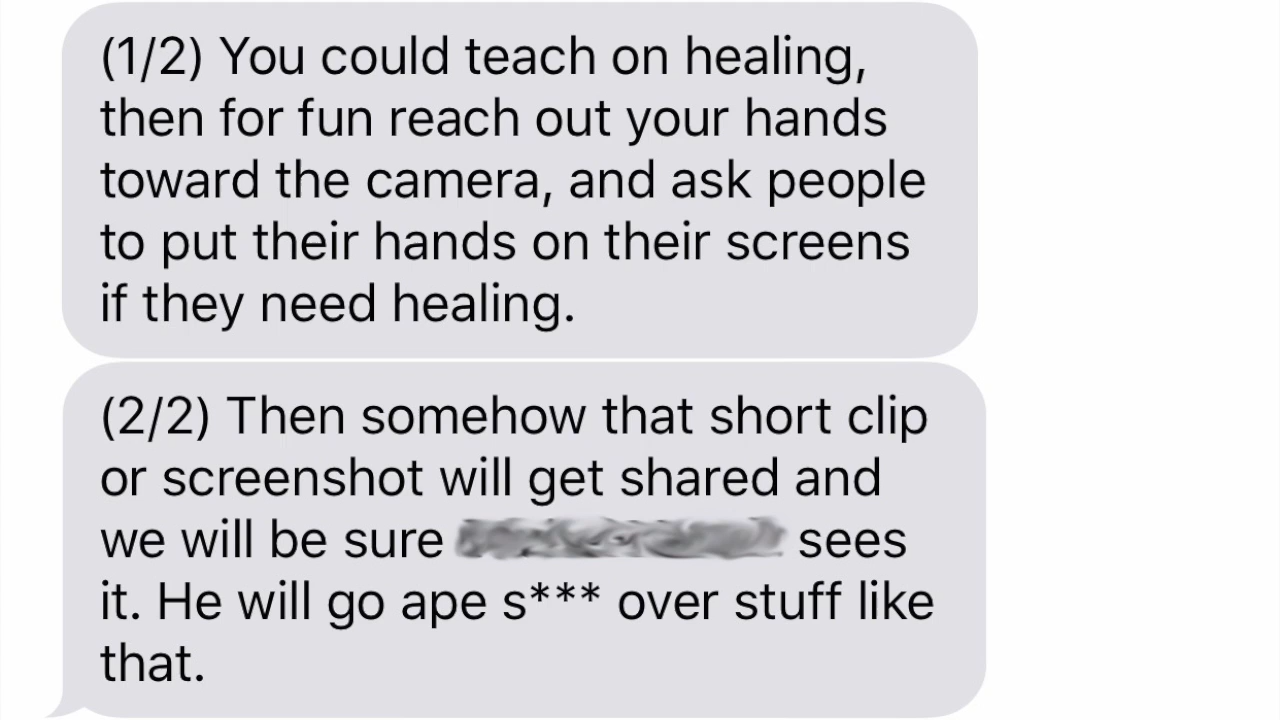 (1/2) You could teach on healing,
then for fun reach out your hands
toward the camera, and ask people
to put their hands on their screens
if they need healing.
(2/2) Then somehow that short clip
or screenshot will get shared and
we will be sure sees
it. He will go ape s*** over stuff like
that.